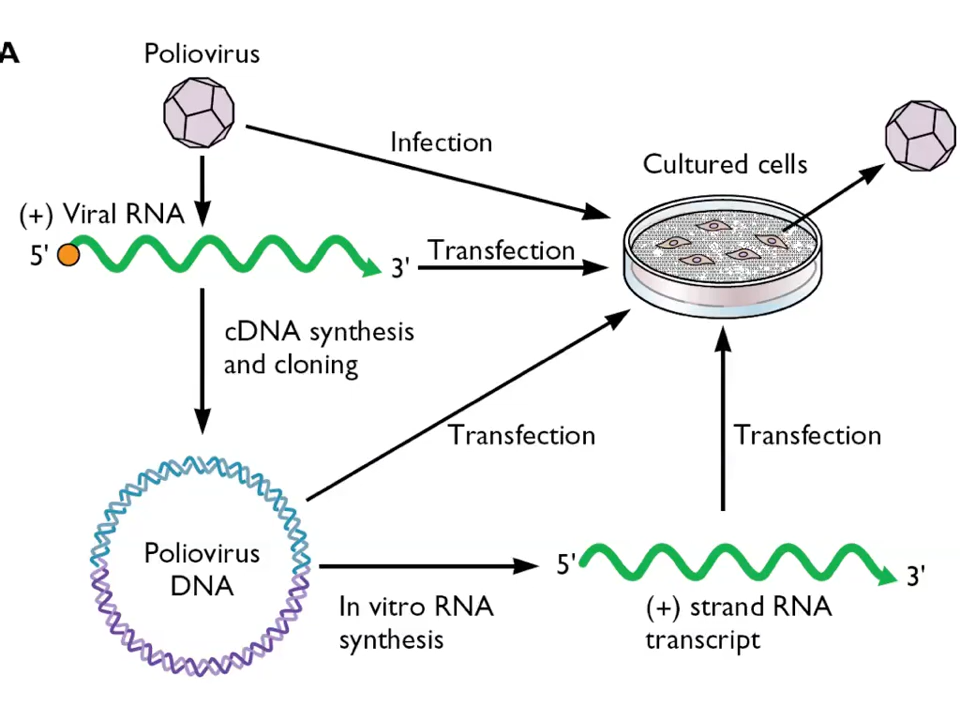 A
Poliovirus
Infection
Cultured cells
(+) Viral RNA
5'
3'
Transfection
cDNA synthesis
and cloning
Transfection
Transfection
Poliovirus
DNA
5'
3'
In vitro RNA
synthesis
(+) strand RNA
transcript